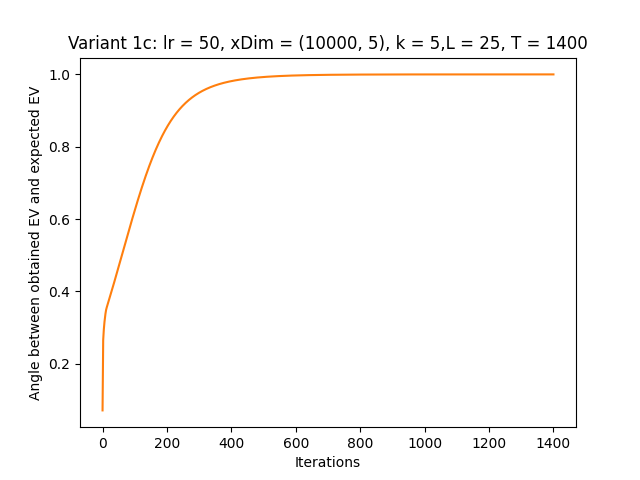 Variant 1c: lr = 50, xDim = (10000, 5), k = 5,L = 25, T = 1400
Angle between obtained EV and expected EV
1.0
0.8
0.6
0.4
0.2
0 200 400 600 800 1000 1200 1400
Iterations